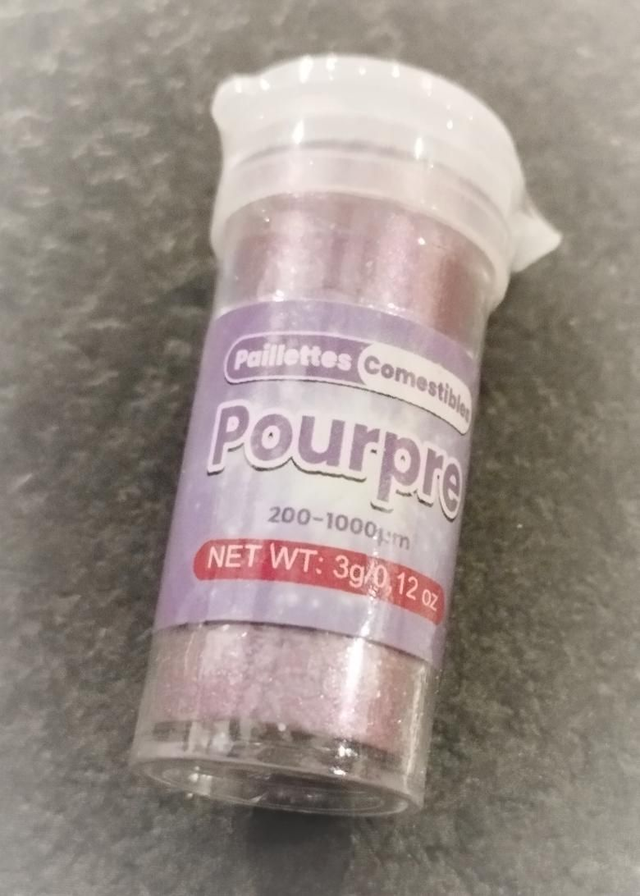 Paillettes Comestibles
Pourpre
200-1000µm
NET WT: 3g/0,12 oz